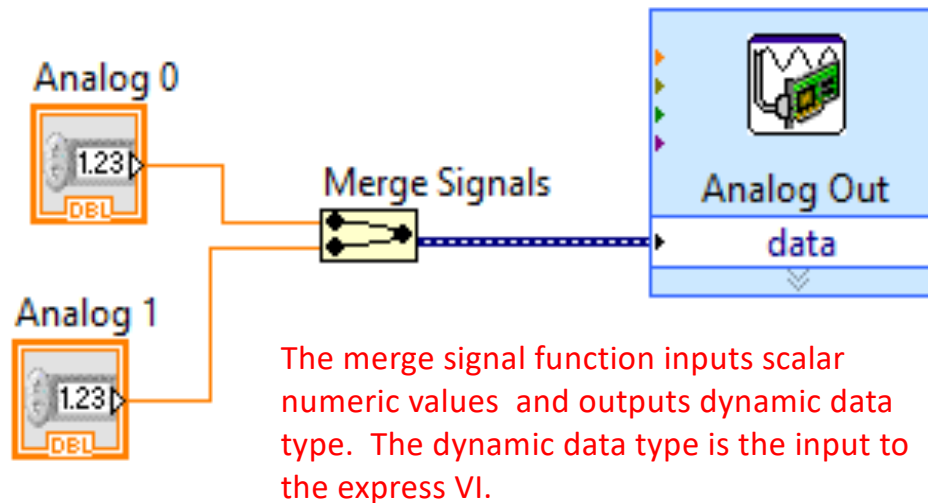 Analog 0
1.23
DBL
Merge Signals
Analog Out
data
Analog 1
1.23
DBL
The merge signal function inputs scalar
numeric values  and outputs dynamic data
type.  The dynamic data type is the input to
the express VI.